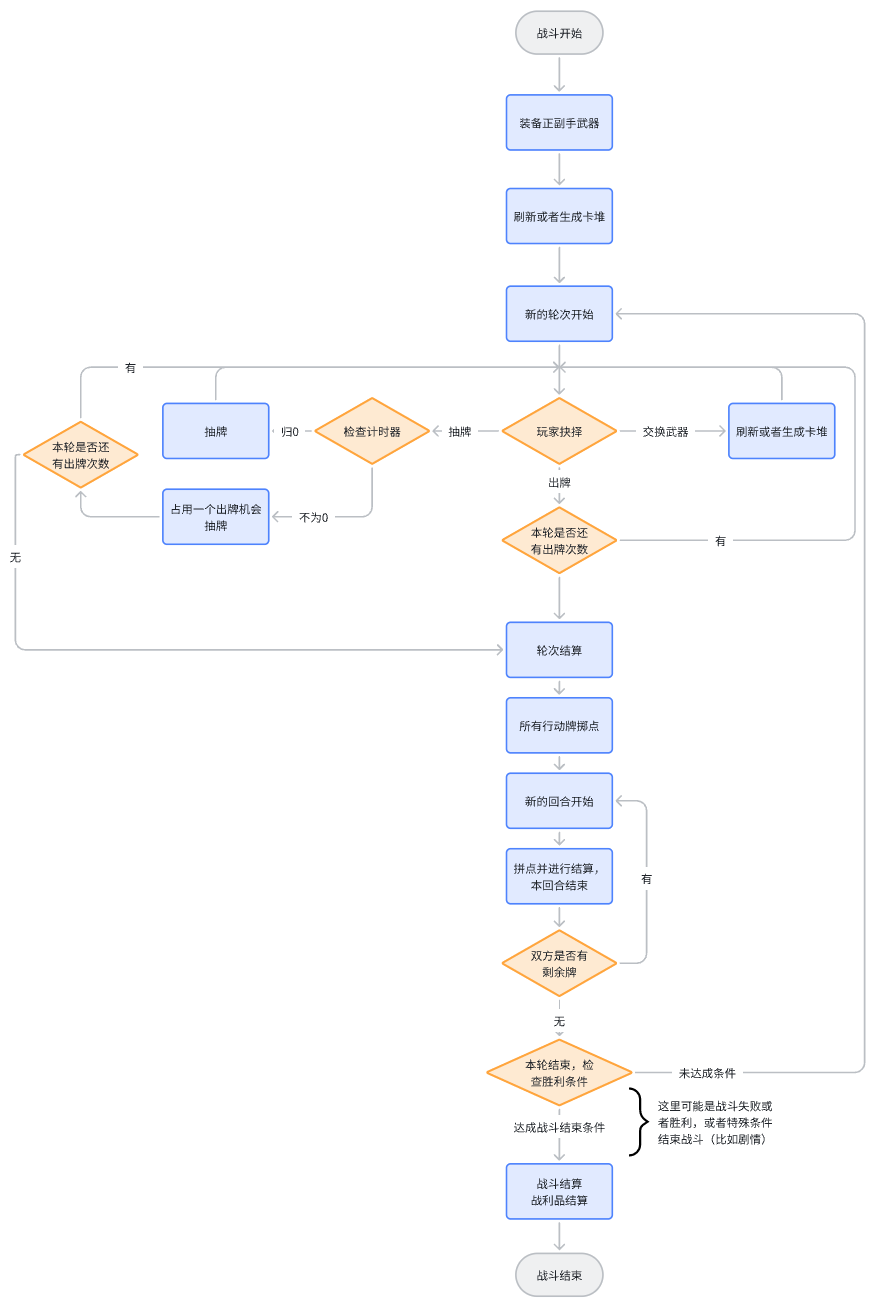 战斗开始
装备正副手武器
刷新或者生成卡堆
新的轮次开始
有
抽牌
归0
检查计时器
抽牌
玩家抉择
交换武器
刷新或者生成卡堆
本轮是否还
有出牌次数
出牌
占用一个出牌机会
抽牌
不为0
本轮是否还
有出牌次数
有
无
轮次结算
所有行动牌掷点
新的回合开始
拼点并进行结算，
本回合结束
有
双方是否有
剩余牌
无
本轮结束，检
查胜利条件
未达成条件
这里可能是战斗失败或
者胜利，或者特殊条件
结束战斗（比如剧情）
达成战斗结束条件
战斗结算
战利品结算
战斗结束